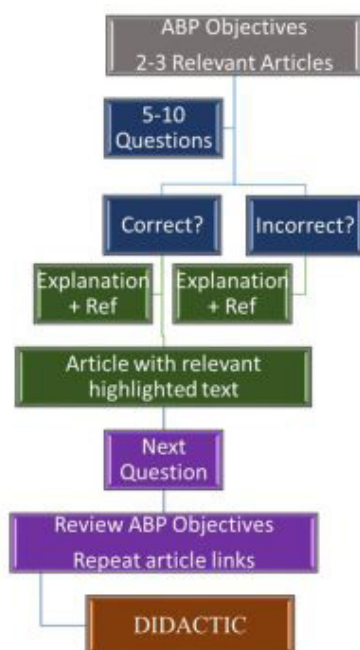 ABP Objectives
2-3 Relevant Articles
5-10
Questions
Correct?
Incorrect?
Explanation
+ Ref
Explanation
+ Ref
Article with relevant
highlighted text
Next
Question
Review ABP Objectives
Repeat article links
DIDACTIC